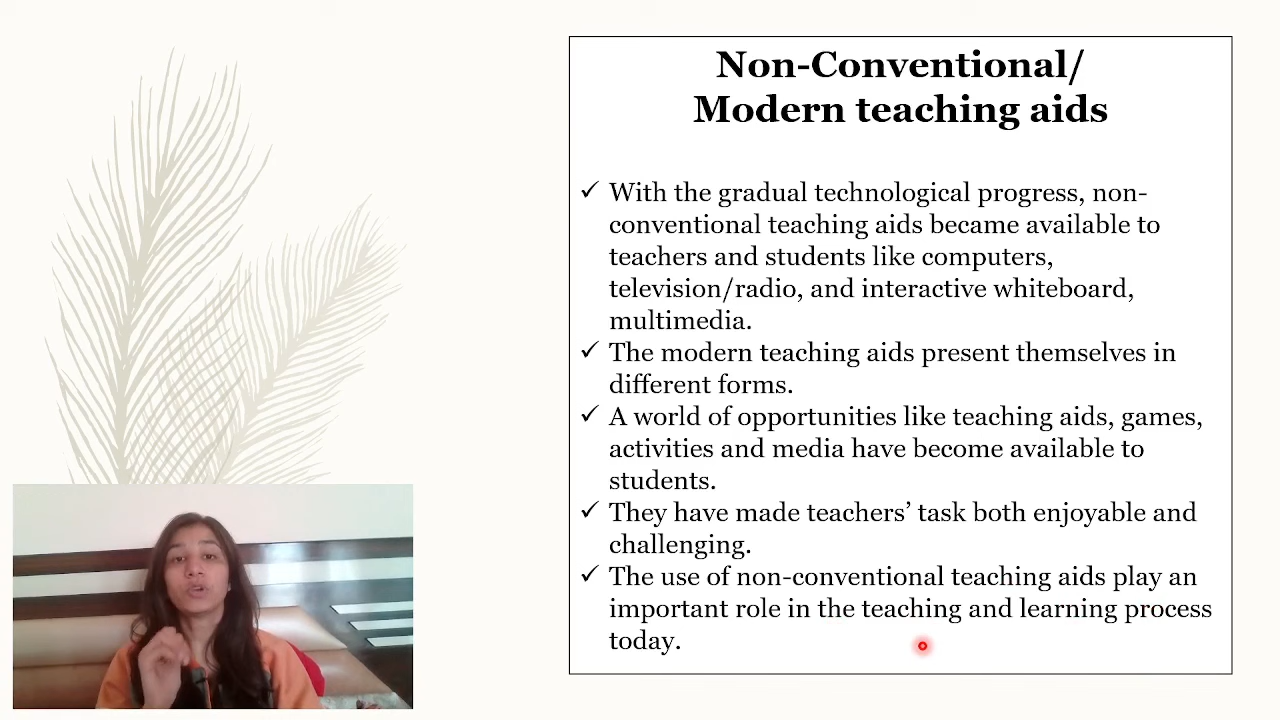 Non-Conventional/
Modern teaching aids
✓ With the gradual technological progress, non-
conventional teaching aids became available to
teachers and students like computers,
television/radio, and interactive whiteboard,
multimedia.
✓ The modern teaching aids present themselves in
different forms.
✓ A world of opportunities like teaching aids, games,
activities and media have become available to
students.
✓ They have made teachers’ task both enjoyable and
challenging.
✓ The use of non-conventional teaching aids play an
important role in the teaching and learning process
today.